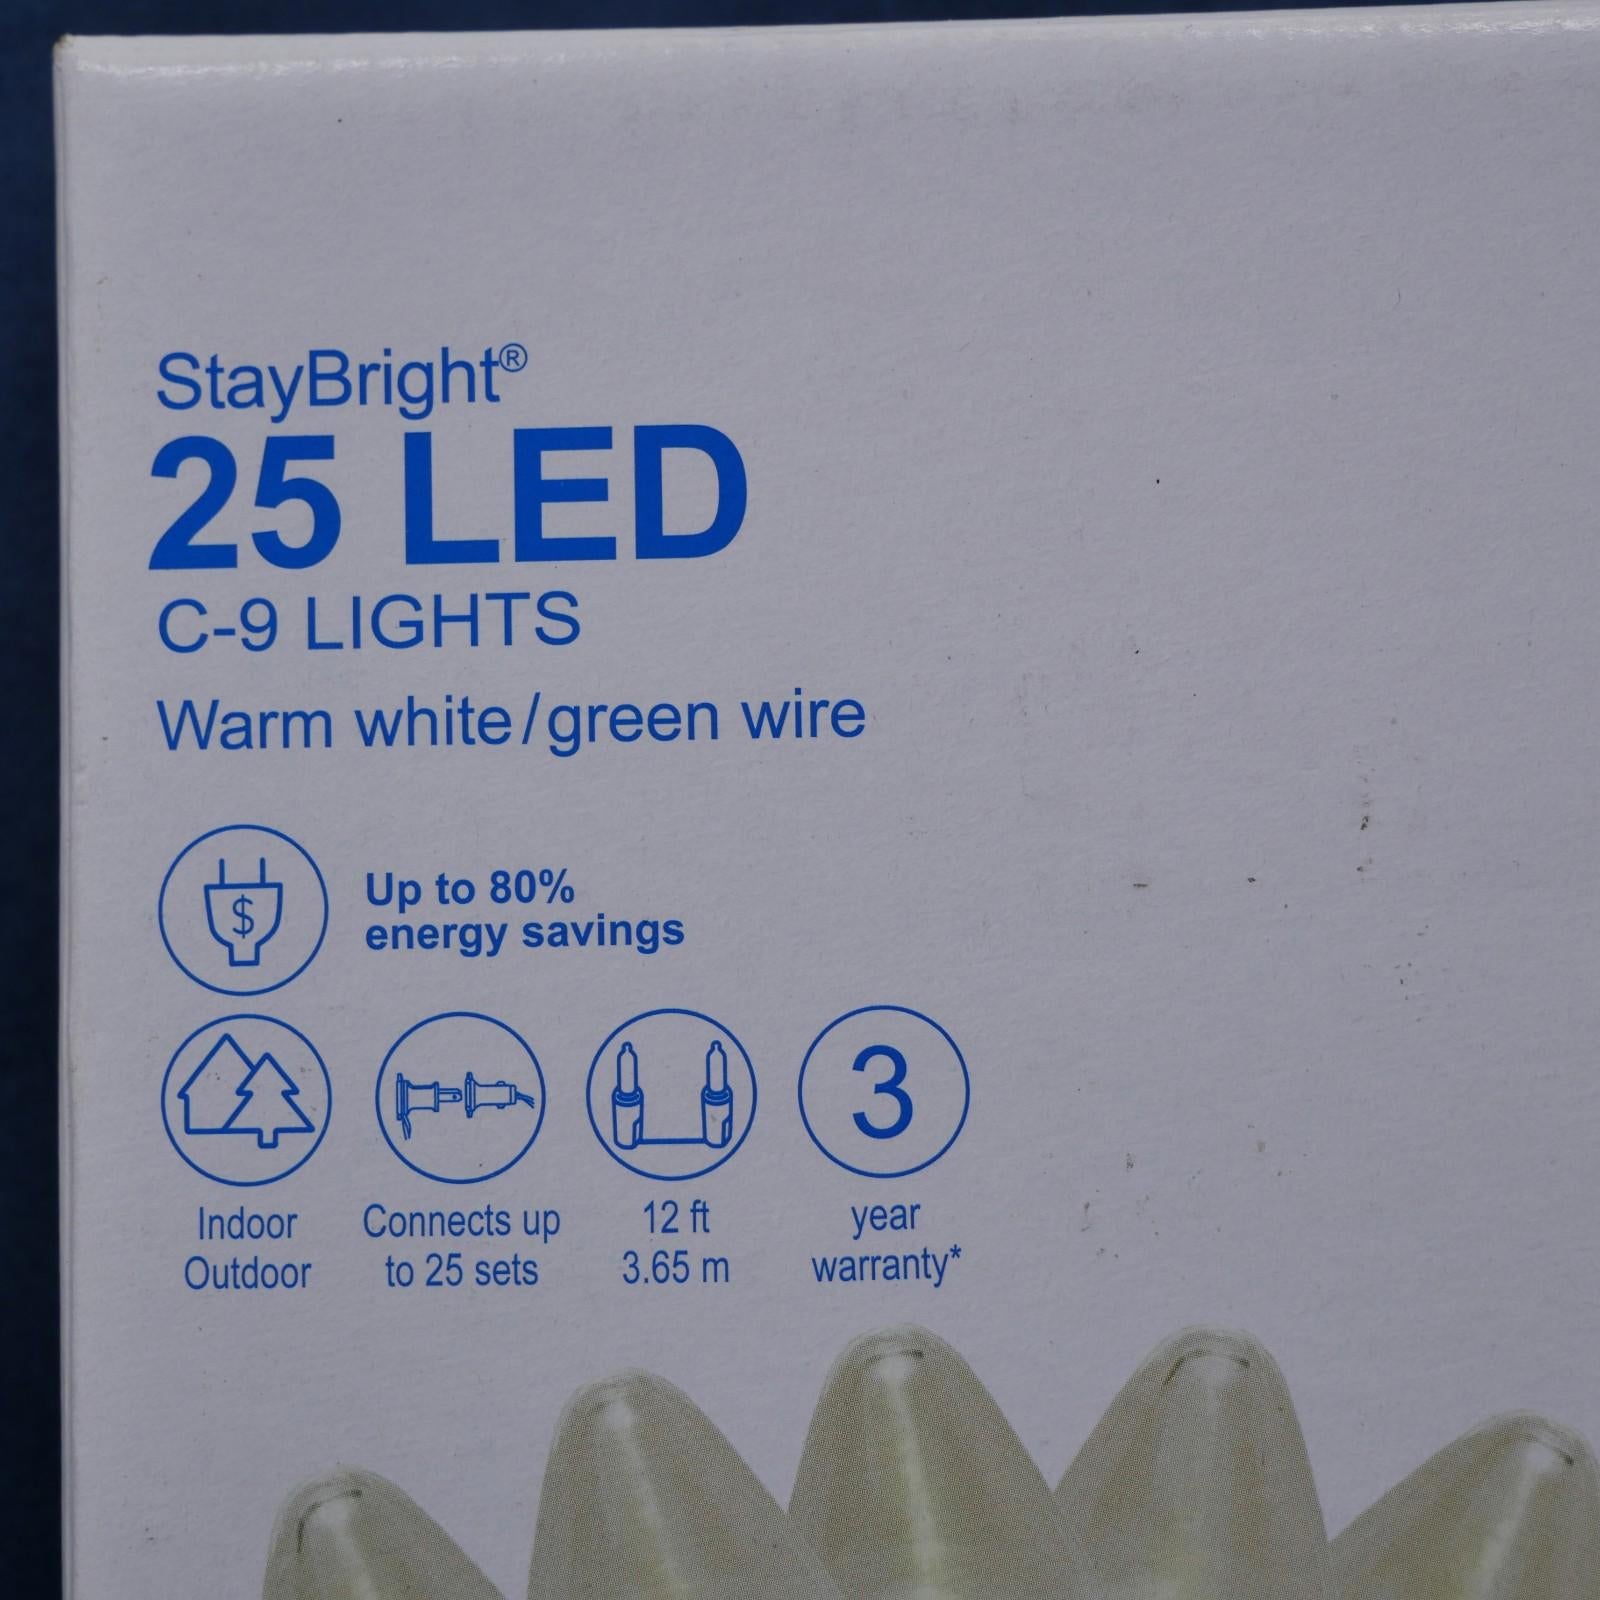 StayBright®
25 LED
C-9 LIGHTS
Warm white/green wire
$
Up to 80%
energy savings
Indoor
Outdoor
Connects up
to 25 sets
12 ft
3.65 m
3
year
warranty*